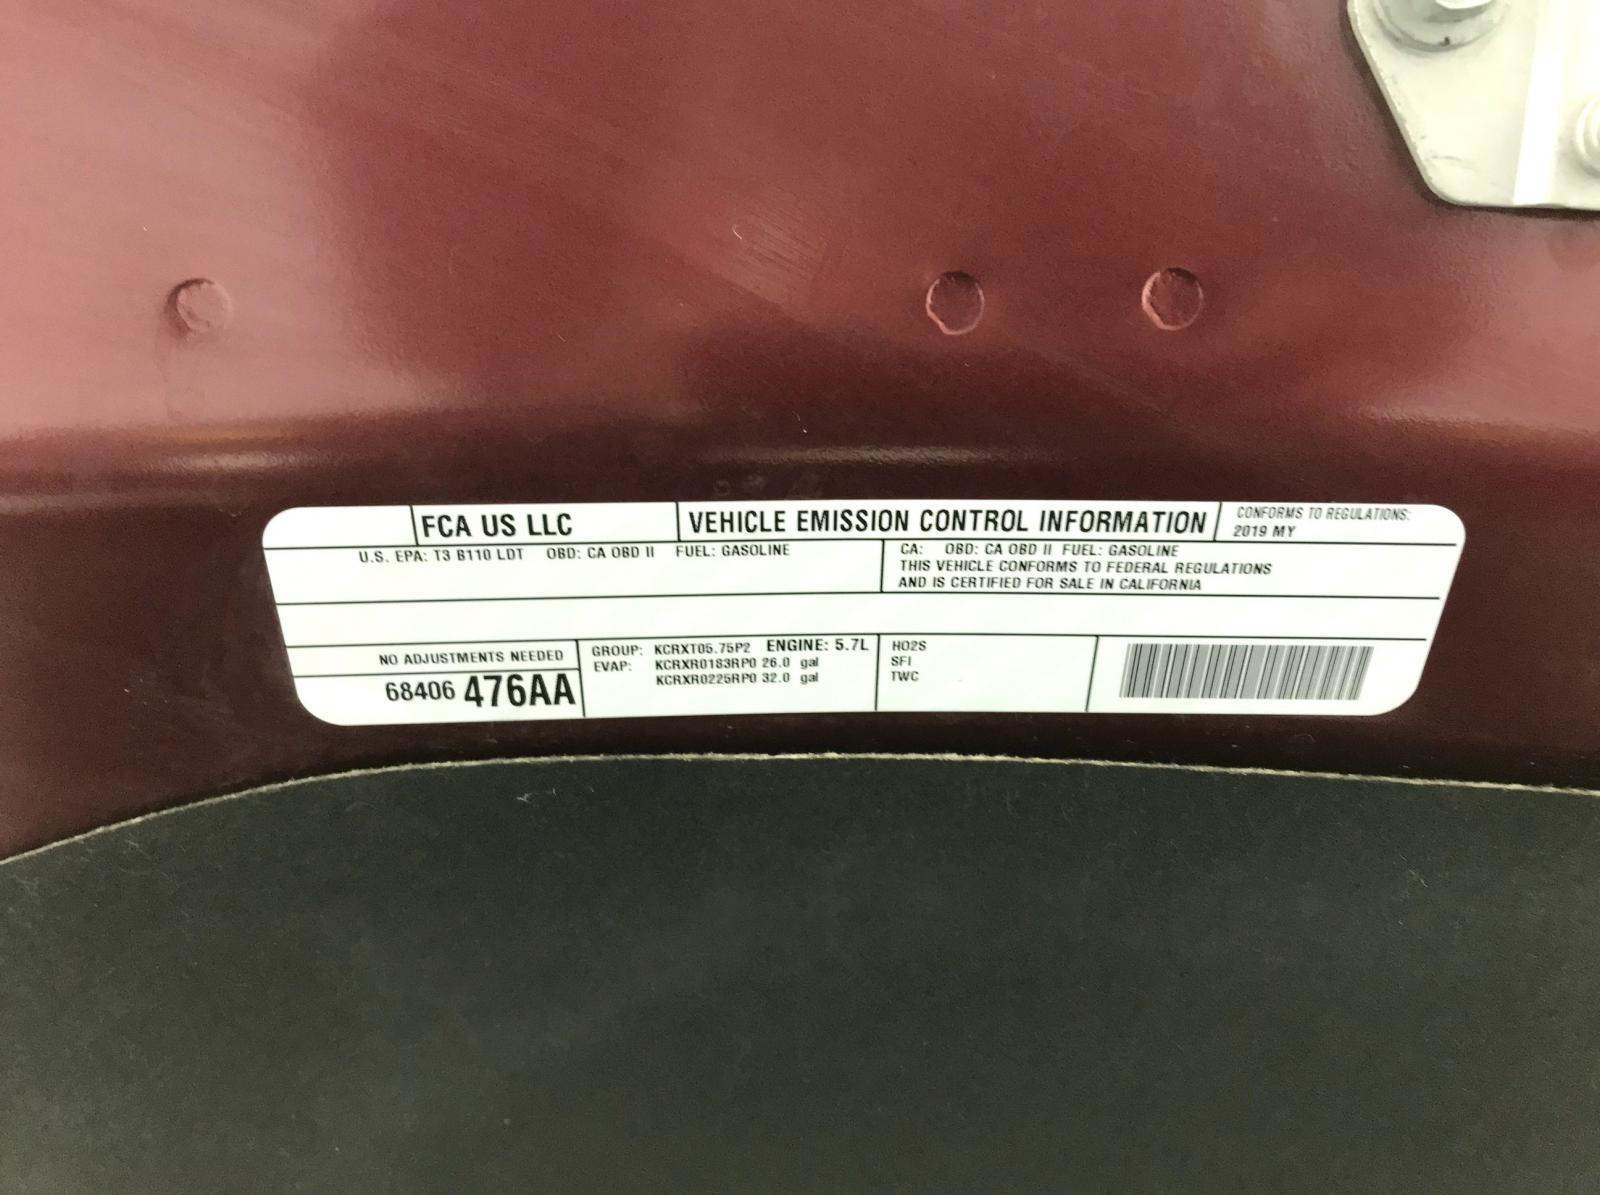 FCA US LLC
VEHICLE EMISSION CONTROL INFORMATION
CONFORMS TO REGULATIONS:
2019 MY
U.S. EPA: T3 B110 LDT OBD: CA OBD II FUEL: GASOLINE
CA: OBD: CA OBD II FUEL: GASOLINE
THIS VEHICLE CONFORMS TO FEDERAL REGULATIONS
AND IS CERTIFIED FOR SALE IN CALIFORNIA
NO ADJUSTMENTS NEEDED
68406 476AA
GROUP: KCRXT05.75P2 ENGINE: 5.7L
EVAP: KCRXR0183RP0 26.0 gal
KCRXR0225RP0 32.0 gal
HO2S
SFI
TWC